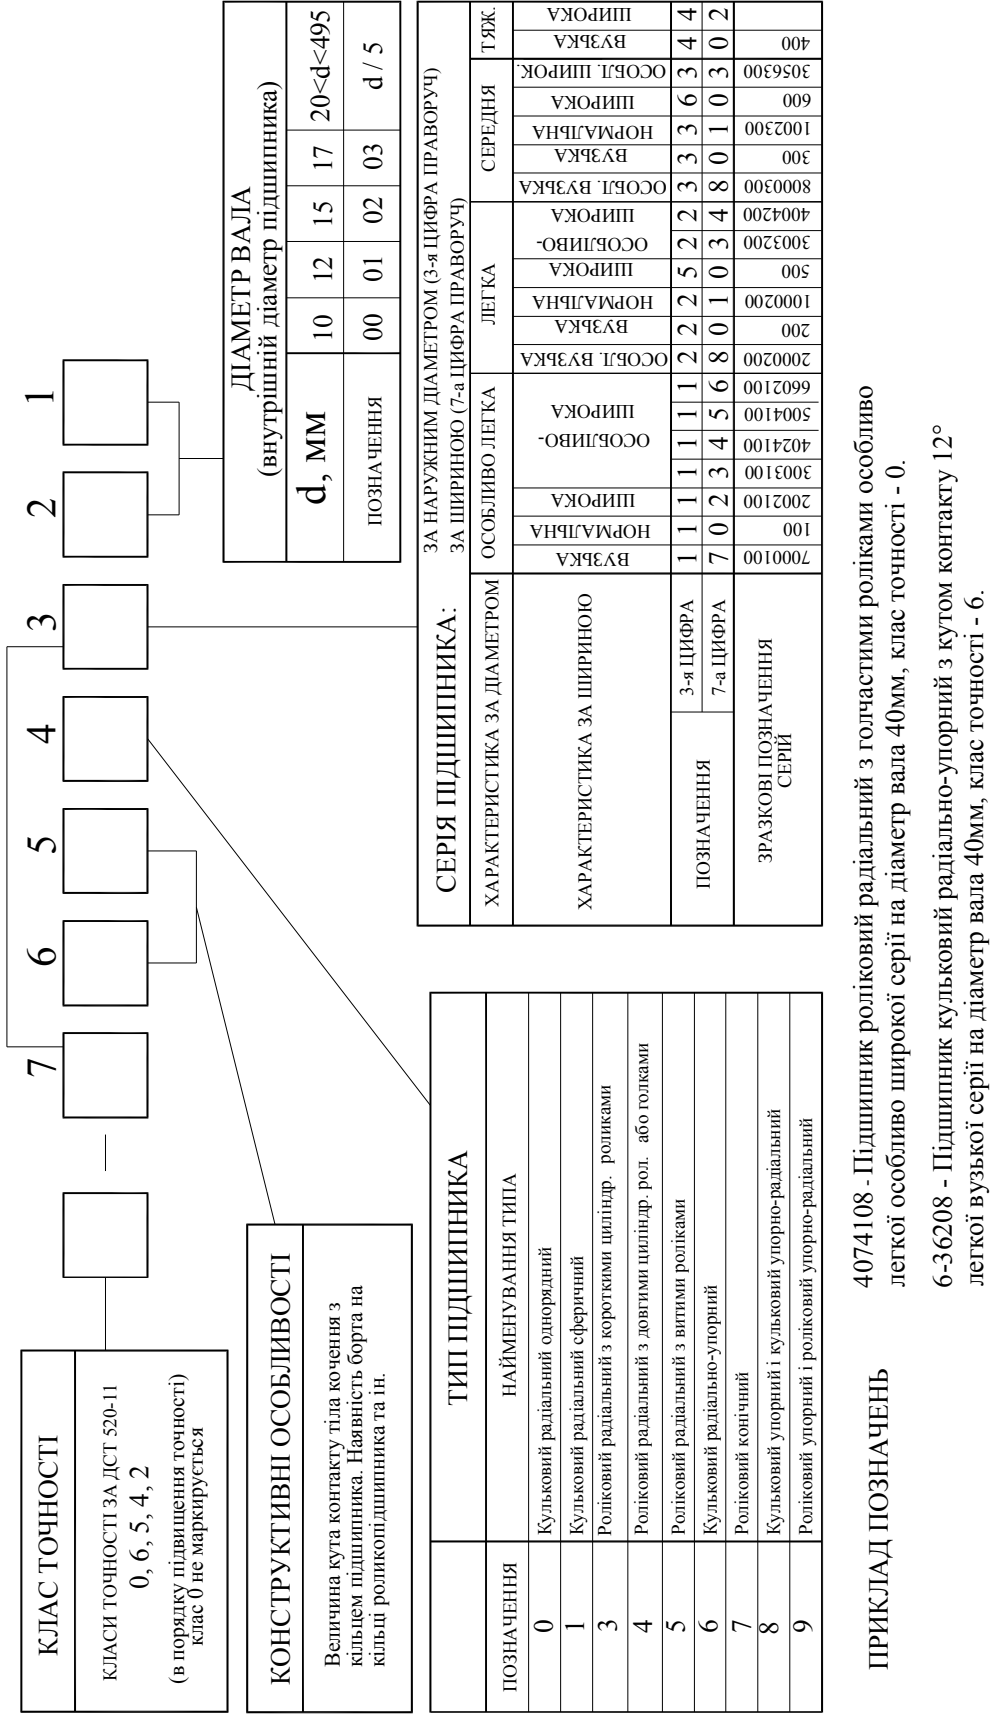 7 6 5 4 3 2 1
КЛАС ТОЧНОСТІ
КЛАСИ ТОЧНОСТІ ЗА ДСТ 520-11
0, 6, 5, 4, 2
(в порядку підвищення точності)
клас 0 не маркирується
КОНСТРУКТИВНІ ОСОБЛИВОСТІ
Величина кута контакту тіла кочення з
кільцем підшипника. Наявність борта на
кільці роликопідшипника та ін.
ДІАМЕТР ВАЛА
(внутрішній діаметр підшипника)
d, мм 10 12 15 17 20<d<495
ПОЗНАЧЕННЯ 00 01 02 03 d / 5
ТИП ПІДШИПНИКА
ПОЗНАЧЕННЯ НАЙМЕНУВАННЯ ТИПА
0 Кульковий радіальний однорядний
1 Кульковий радіальний сферичний
3 Роліковий радіальний з короткими циліндр. роликами
4 Роліковий радіальний з довгими циліндр. рол. або голками
5 Роліковий радіальний з витими роліками
6 Кульковий радіально-упорний
7 Роліковий конічний
8 Кульковий упорний і кульковий упорно-радіальний
9 Роліковий упорний і роліковий упорно-радіальний
СЕРІЯ ПІДШИПНИКА:
ЗА НАРУЖНИМ ДІАМЕТРОМ (3-я ЦИФРА ПРАВОРУЧ)
ЗА ШИРИНОЮ (7-а ЦИФРА ПРАВОРУЧ)
ХАРАКТЕРИСТИКА ЗА ДІАМЕТРОМ ОСОБЛИВО ЛЕГКА ЛЕГКА СЕРЕДНЯ ТЯЖ.
ХАРАКТЕРИСТИКА ЗА ШИРИНОЮ ВУЗЬКА НОРМАЛЬНА ШИРОКА ОСОБЛИВО- ШИРОКА ОСОБЛ. ВУЗЬКА ВУЗЬКА НОРМАЛЬНА ШИРОКА ОСОБЛИВО- ШИРОКА ОСОБЛ. ВУЗЬКА ВУЗЬКА НОРМАЛЬНА ШИРОКА ОСОБЛ. ШИРОК. ВУЗЬКА ШИРОКА
ПОЗНАЧЕННЯ
3-я ЦИФРА 1 1 1 1 1 1 1 2 2 2 5 2 2 3 3 3 6 3 4 4
7-а ЦИФРА 7 0 2 3 4 5 6 8 0 1 0 3 4 8 0 1 0 3 0 2
ЗРАЗКОВІ ПОЗНАЧЕННЯ
СЕРІЙ
7000100 100 2002100 3003100 4024100 5004100 6602100 2000200 200 1000200 500 3003200 4004200 8000300 300 1002300 600 3056300 400
ПРИКЛАД ПОЗНАЧЕНЬ
4074108 - Підшипник роліковий радіальний з голчастими роліками особливо
легкої особливо широкої серії на діаметр вала 40мм, клас точності - 0.
6-36208 - Підшипник кульковий радіально-упорний з кутом контакту 12°
легкої вузької серії на діаметр вала 40мм, клас точності - 6.